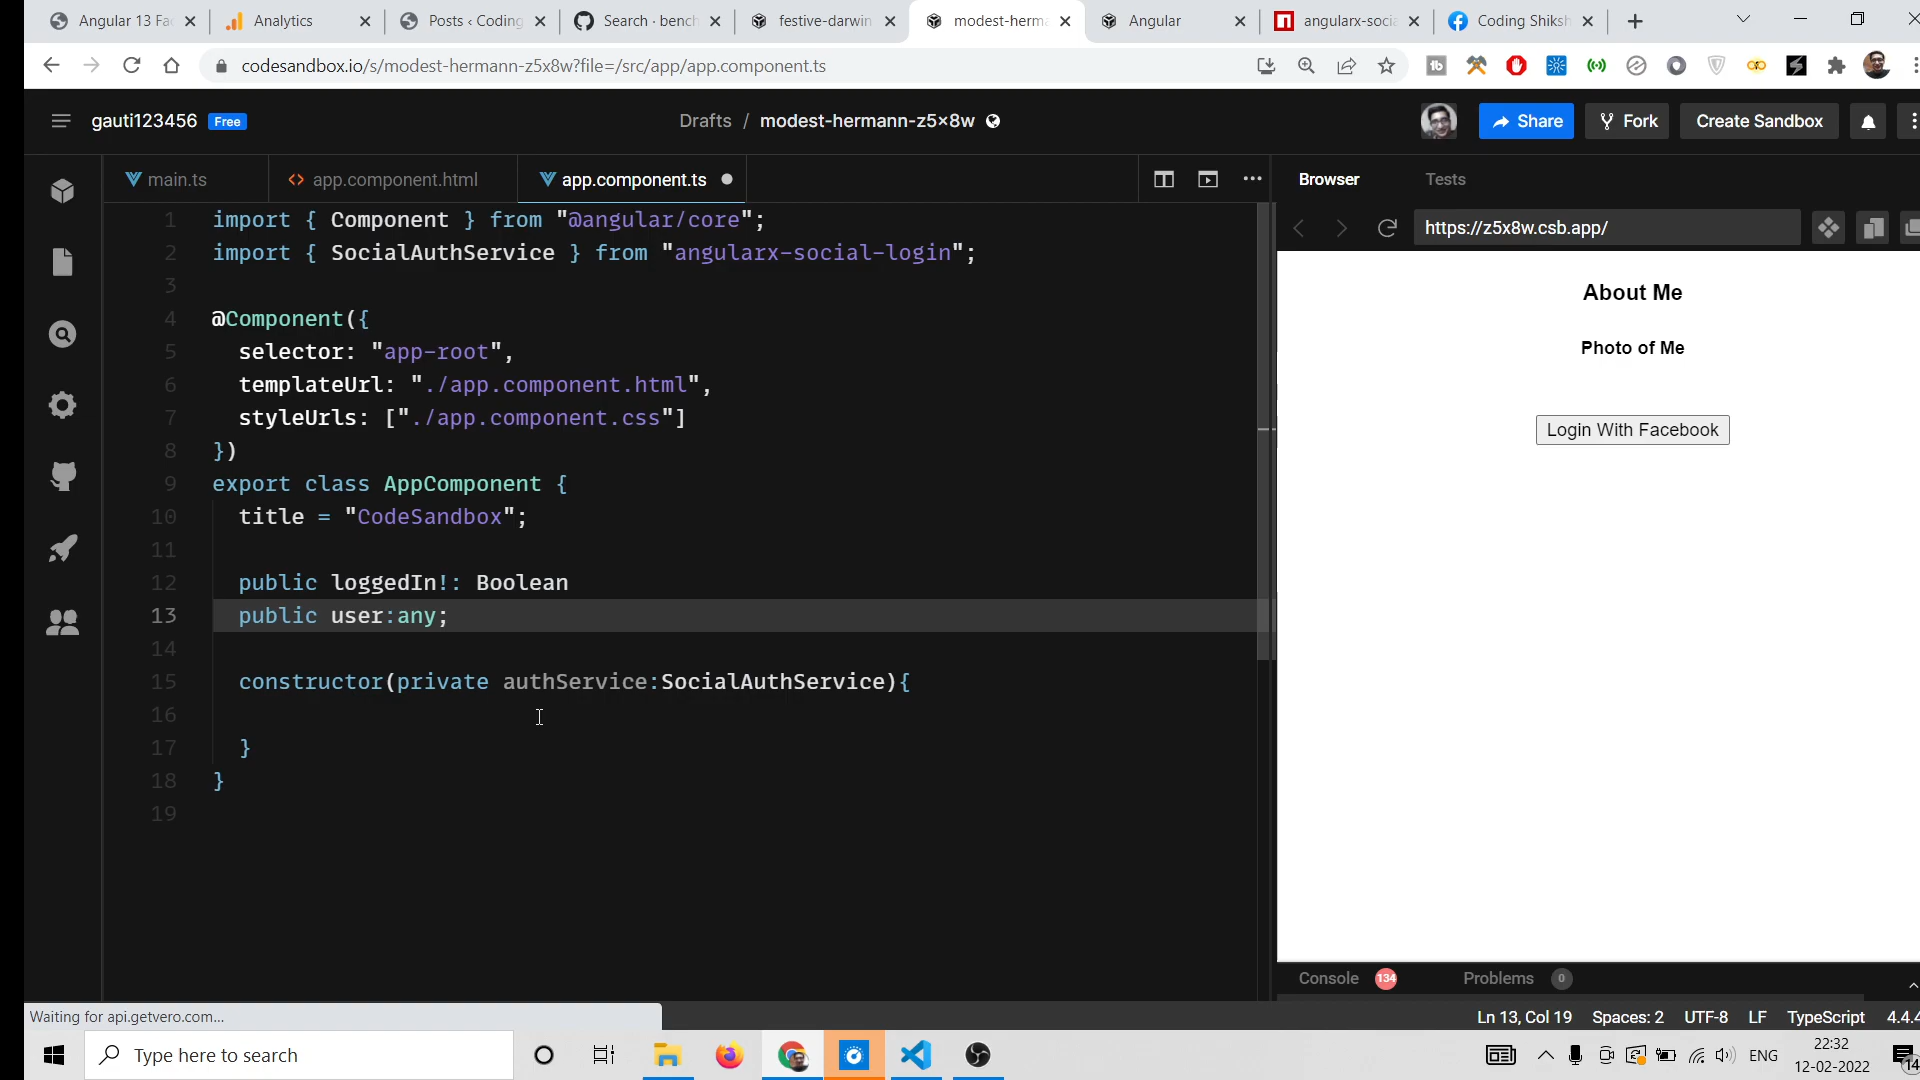 Angular 13 Fa
Analytics
Posts ‹ Coding
Search · bench
festive-darwin
modest-herma
Angular
angularx-socia
Coding Shiksh
codesandbox.io/s/modest-hermann-z5x8w?file=/src/app/app.component.ts
gauti123456 Free
Drafts / modest-hermann-z5x8w
Share
Fork
Create Sandbox
main.ts
app.component.html
app.component.ts
Browser
Tests
https://z5x8w.csb.app/
1 import { Component } from "@angular/core";
2 import { SocialAuthService } from "angularx-social-login";
3
4 @Component({
5 selector: "app-root",
6 templateUrl: "./app.component.html",
7 styleUrls: ["./app.component.css"]
8 })
9 export class AppComponent {
10 title = "CodeSandbox";
11
12 public loggedIn!: Boolean
13 public user:any;
14
15 constructor(private authService:SocialAuthService){
16
17 }
18 }
19
About Me
Photo of Me
Login With Facebook
Console 134
Problems 0
Waiting for api.getvero.com...
Ln 13, Col 19 Spaces: 2 UTF-8 LF TypeScript 4.4.4
Type here to search
ENG
22:32
12-02-2022
14